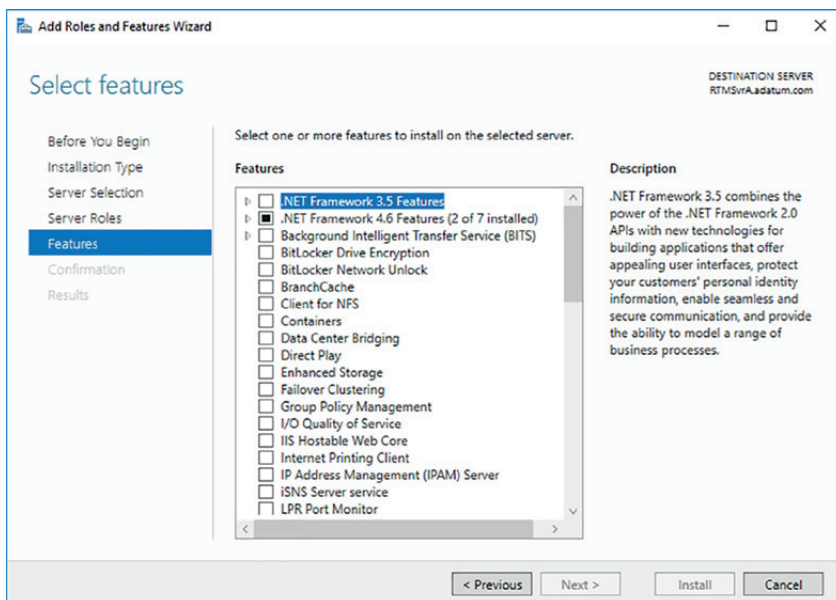 Add Roles and Features Wizard
Select features
DESTINATION SERVER
RTMSvrA.adatum.com
Before You Begin
Installation Type
Server Selection
Server Roles
Features
Confirmation
Results
Select one or more features to install on the selected server.
Features
.NET Framework 3.5 Features
.NET Framework 4.6 Features (2 of 7 installed)
Background Intelligent Transfer Service (BITS)
BitLocker Drive Encryption
BitLocker Network Unlock
BranchCache
Client for NFS
Containers
Data Center Bridging
Direct Play
Enhanced Storage
Failover Clustering
Group Policy Management
I/O Quality of Service
IIS Hostable Web Core
Internet Printing Client
IP Address Management (IPAM) Server
iSNS Server service
LPR Port Monitor
Description
.NET Framework 3.5 combines the
power of the .NET Framework 2.0
APIs with new technologies for
building applications that offer
appealing user interfaces, protect
your customers' personal identity
information, enable seamless and
secure communication, and provide
the ability to model a range of
business processes.
< Previous
Next >
Install
Cancel